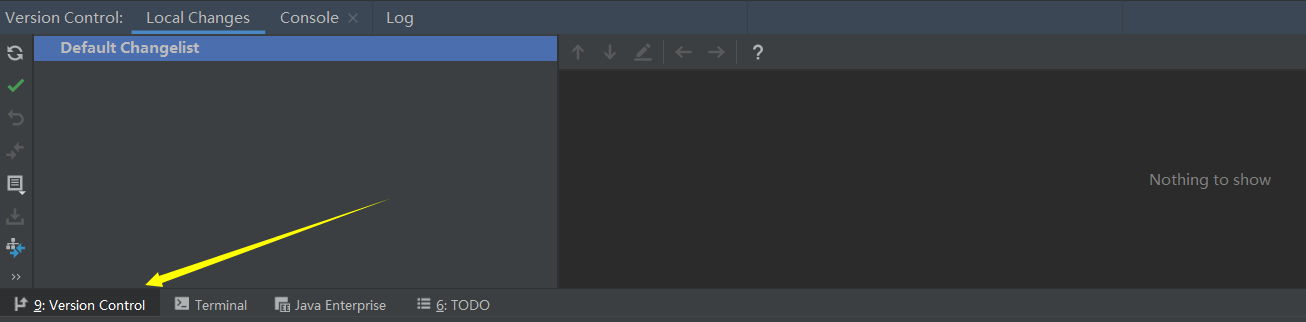 Version Control: Local Changes Console Log
Default Changelist
?
Nothing to show
9: Version Control Terminal Java Enterprise 6: TODO